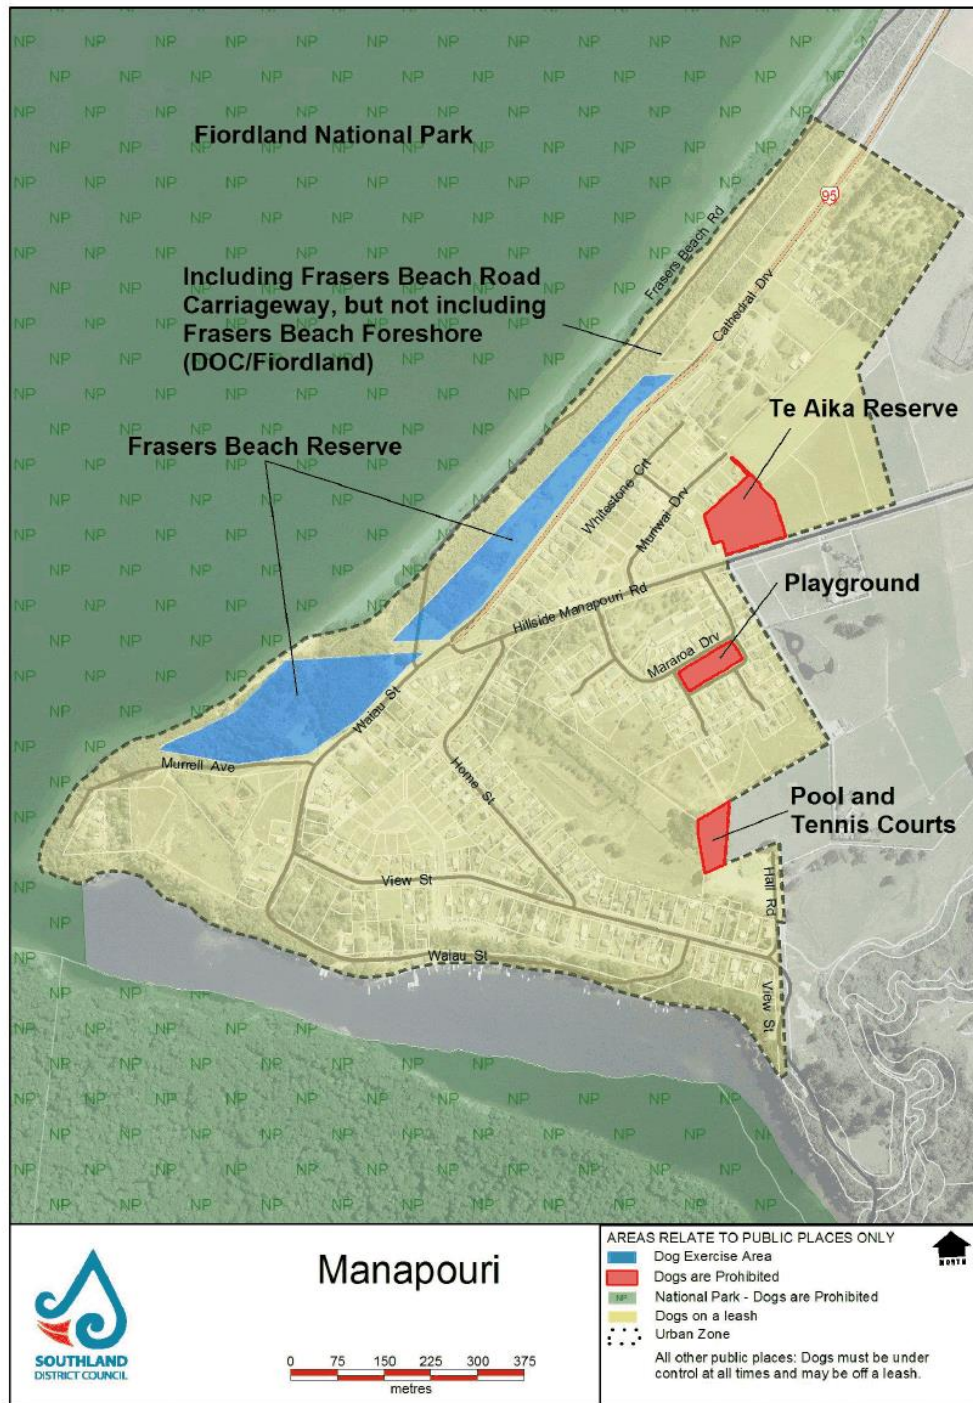 Fiordland National Park
95
Frasers Beach Rd
Cathedral Drv
Including Frasers Beach Road
Carriageway, but not including
Frasers Beach Foreshore
(DOC/Fiordland)
Te Aika Reserve
Frasers Beach Reserve
Whitestone Crt
Muriwai Drv
Hillside Manapouri Rd
Playground
Mararoa Drv
Waiau St
Murrell Ave
Home St
Pool and
Tennis Courts
View St
Hall Rd
Waiau St
View St
NP
SOUTHLAND
DISTRICT COUNCIL
Manapouri
0 75 150 225 300 375
metres
AREAS RELATE TO PUBLIC PLACES ONLY
Dog Exercise Area
Dogs are Prohibited
NP National Park - Dogs are Prohibited
Dogs on a leash
Urban Zone
All other public places: Dogs must be under
control at all times and may be off a leash.
NORTH